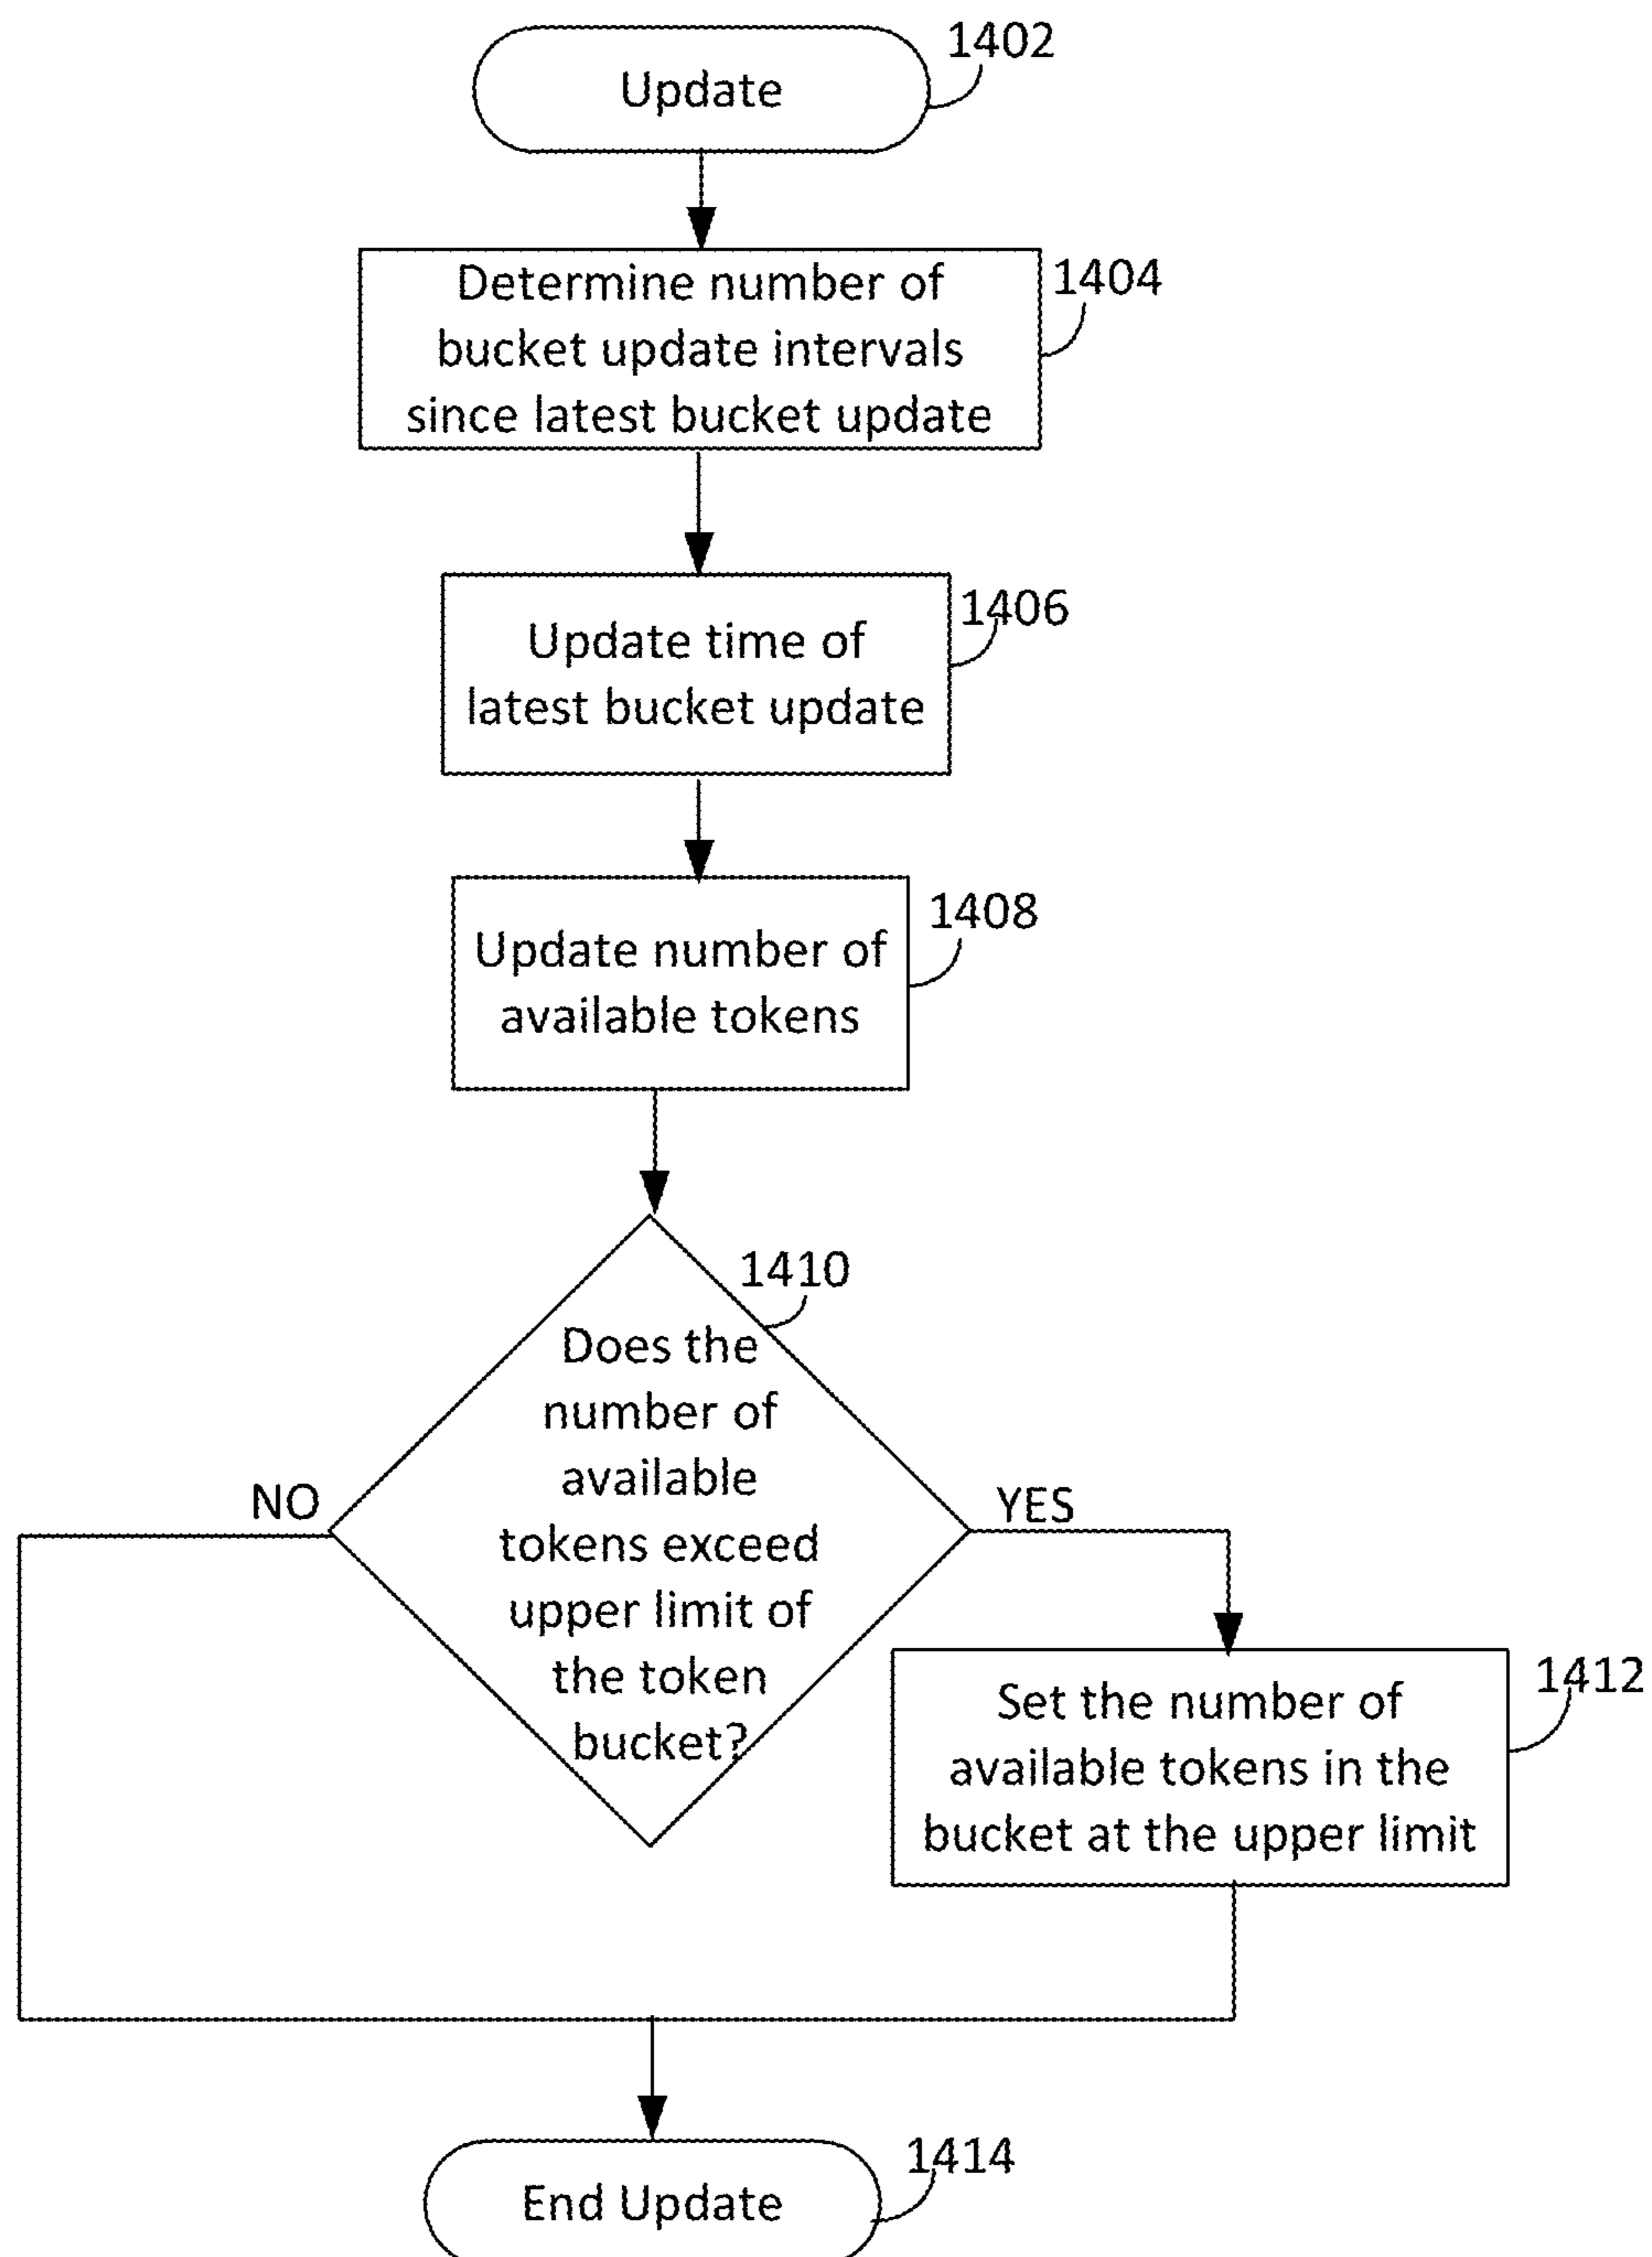 1402
Update
1404
Determine number of
bucket update intervals
since latest bucket update
1406
Update time of
latest bucket update
1408
Update number of
available tokens
1410
Does the
number of
available
tokens exceed
upper limit of
the token
bucket?
NO
YES
1412
Set the number of
available tokens in the
bucket at the upper limit
1414
End Update